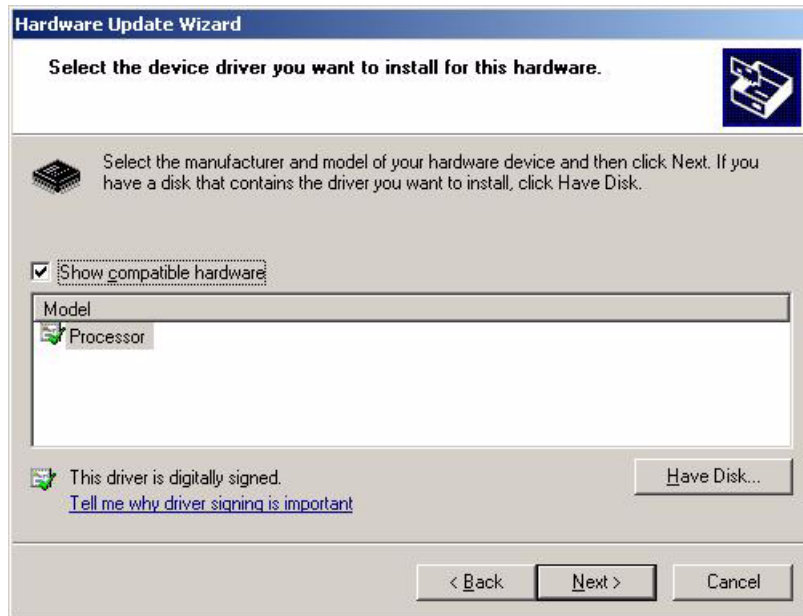 Hardware Update Wizard
Select the device driver you want to install for this hardware.
Select the manufacturer and model of your hardware device and then click Next. If you
have a disk that contains the driver you want to install, click Have Disk.
Show compatible hardware
Model
Processor
This driver is digitally signed.
Have Disk...
Tell me why driver signing is important
< Back
Next >
Cancel